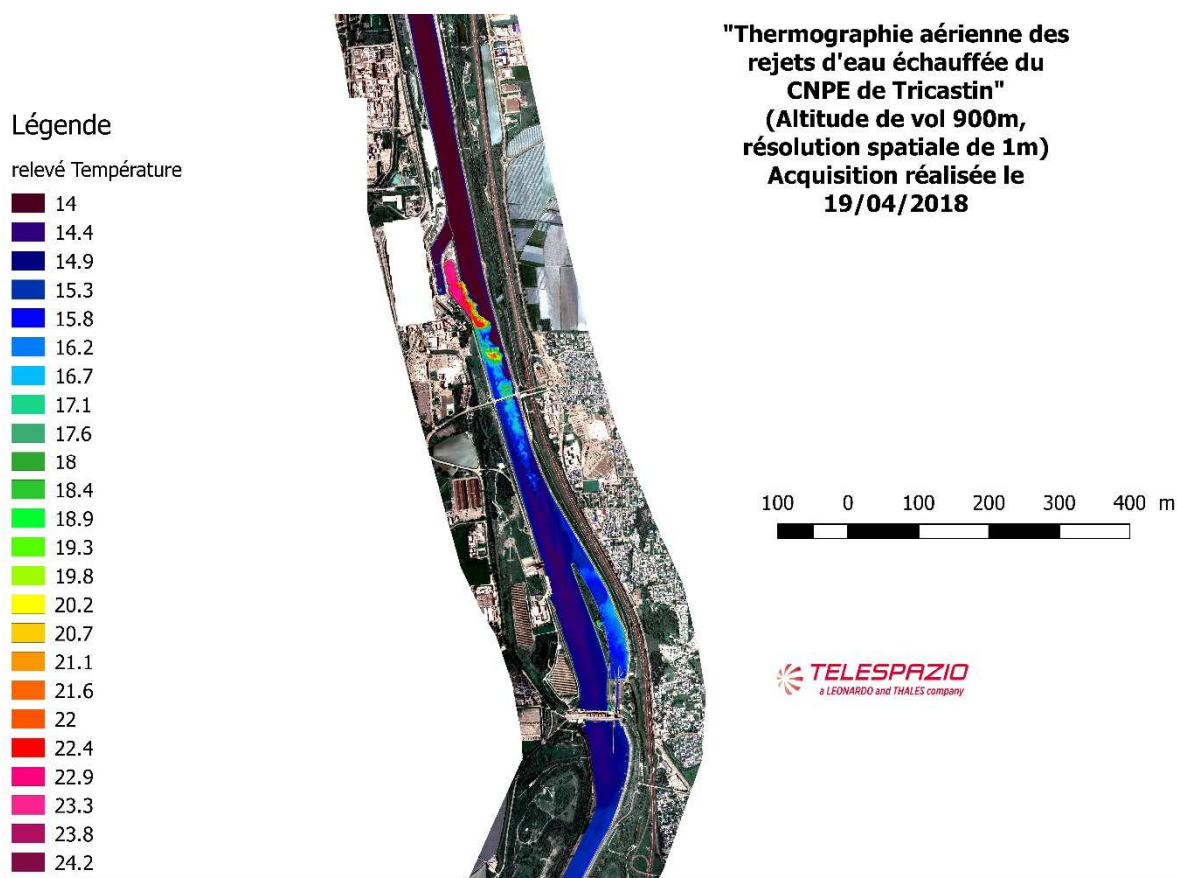 "Thermographie aérienne des
rejets d'eau échauffée du
CNPE de Tricastin"
(Altitude de vol 900m,
résolution spatiale de 1m)
Acquisition réalisée le
19/04/2018
Légende
relevé Température
14
14.4
14.9
15.3
15.8
16.2
16.7
17.1
17.6
18
18.4
18.9
19.3
19.8
20.2
20.7
21.1
21.6
22
22.4
22.9
23.3
23.8
24.2
100 0 100 200 300 400 m
TELESPAZIO
a LEONARDO and THALES company